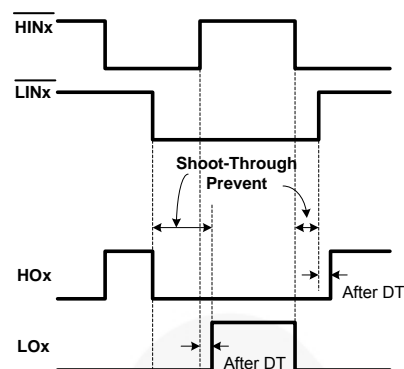 HINx
LINx
Shoot-Through
Prevent
HOx
After DT
LOx
After DT